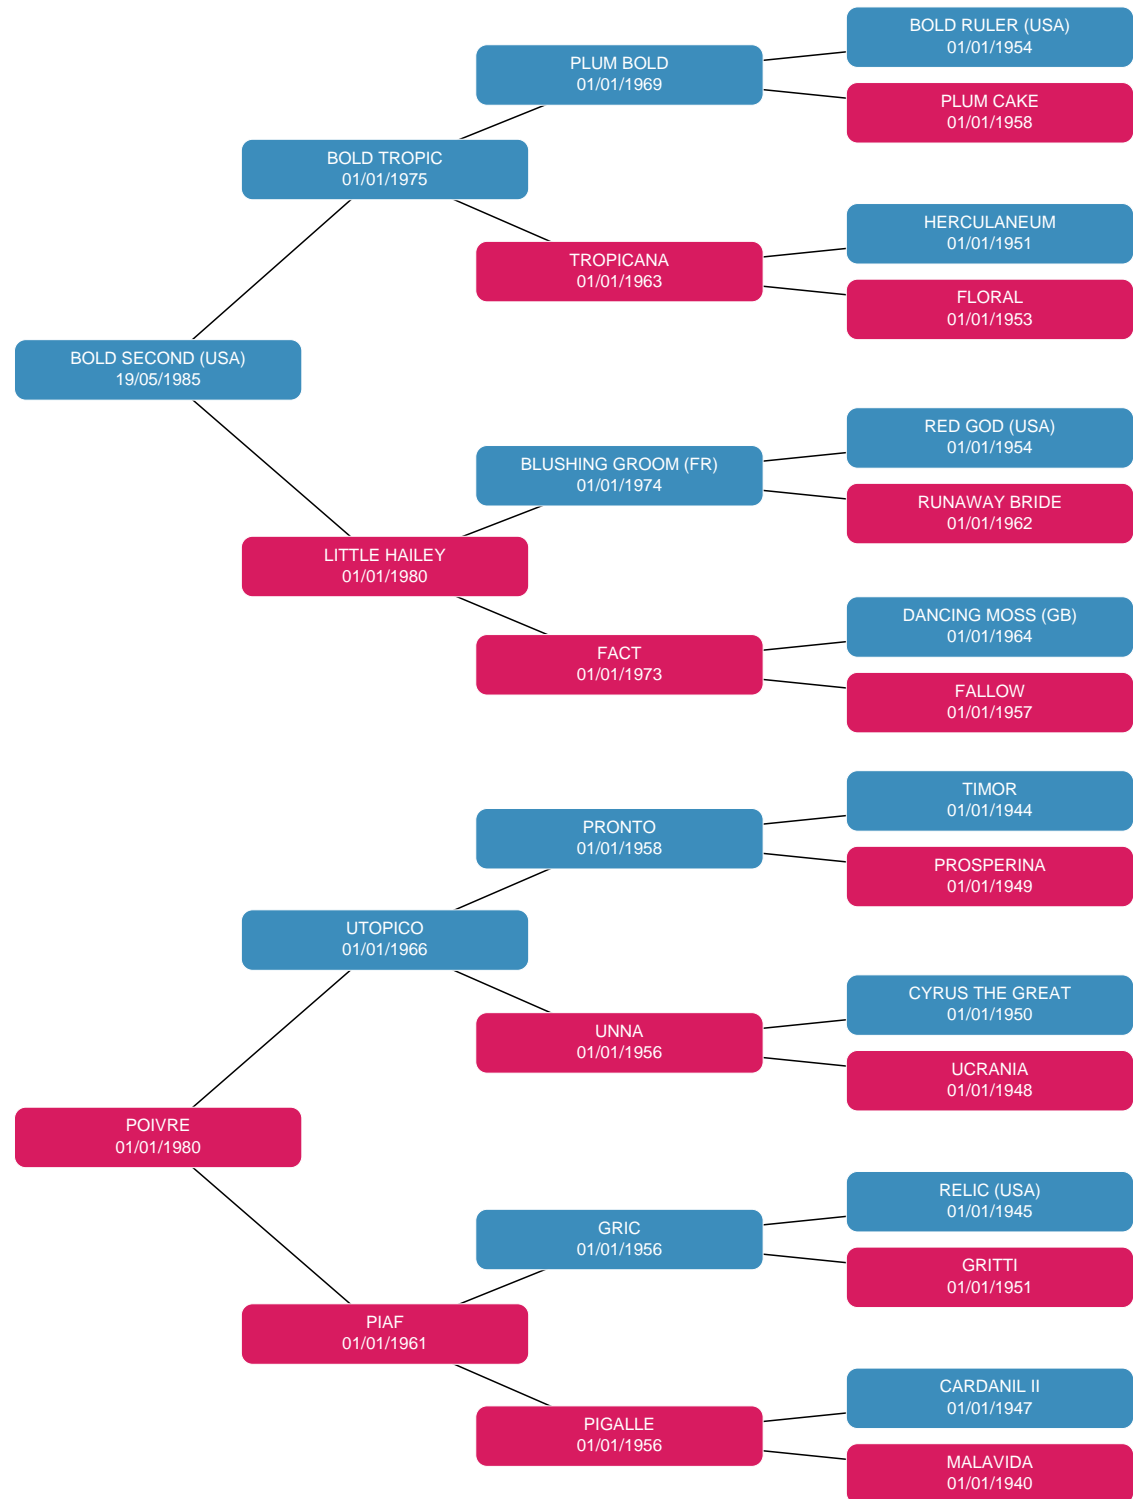 BOLD RULER (USA)
01/01/1954
PLUM BOLD
01/01/1969
PLUM CAKE
01/01/1958
BOLD TROPIC
01/01/1975
HERCULANEUM
01/01/1951
TROPICANA
01/01/1963
FLORAL
01/01/1953
BOLD SECOND (USA)
19/05/1985
RED GOD (USA)
01/01/1954
BLUSHING GROOM (FR)
01/01/1974
RUNAWAY BRIDE
01/01/1962
LITTLE HAILEY
01/01/1980
DANCING MOSS (GB)
01/01/1964
FACT
01/01/1973
FALLOW
01/01/1957
TIMOR
01/01/1944
PRONTO
01/01/1958
PROSPERINA
01/01/1949
UTOPICO
01/01/1966
CYRUS THE GREAT
01/01/1950
UNNA
01/01/1956
UCRANIA
01/01/1948
POIVRE
01/01/1980
RELIC (USA)
01/01/1945
GRIC
01/01/1956
GRITTI
01/01/1951
PIAF
01/01/1961
CARDANIL II
01/01/1947
PIGALLE
01/01/1956
MALAVIDA
01/01/1940